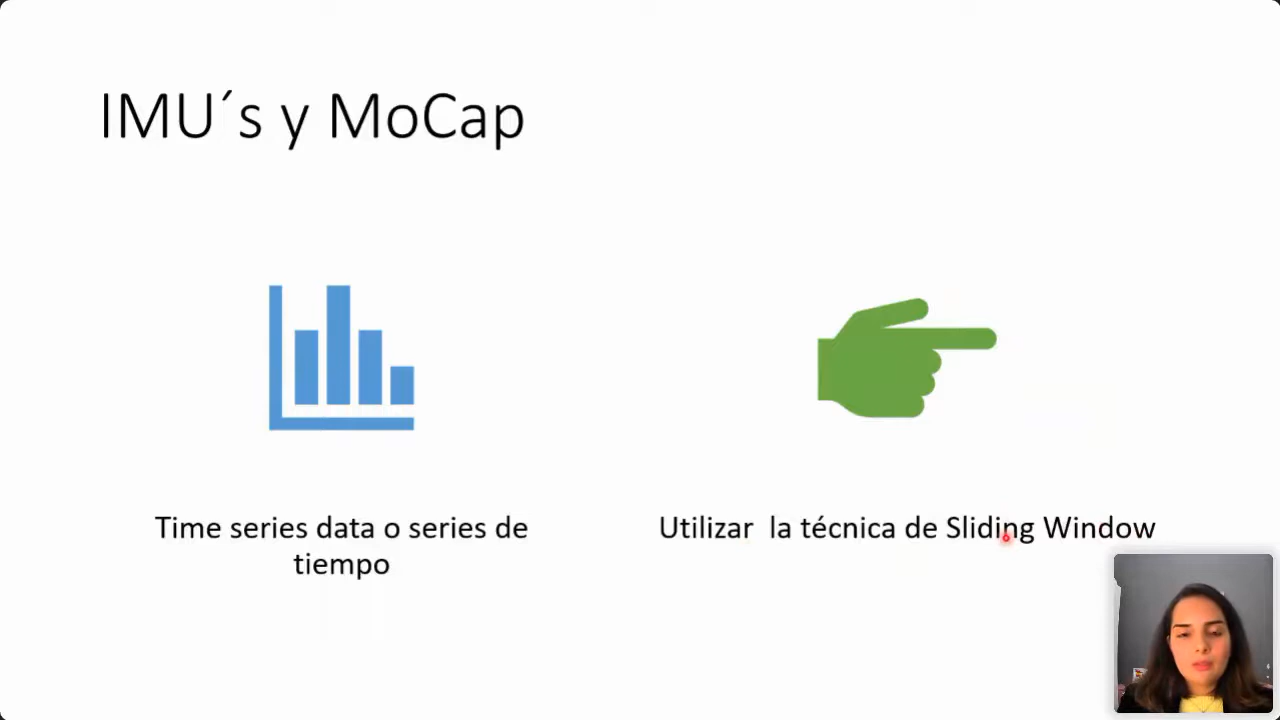 IMU´s y MoCap
Time series data o series de
tiempo
Utilizar la técnica de Sliding Window